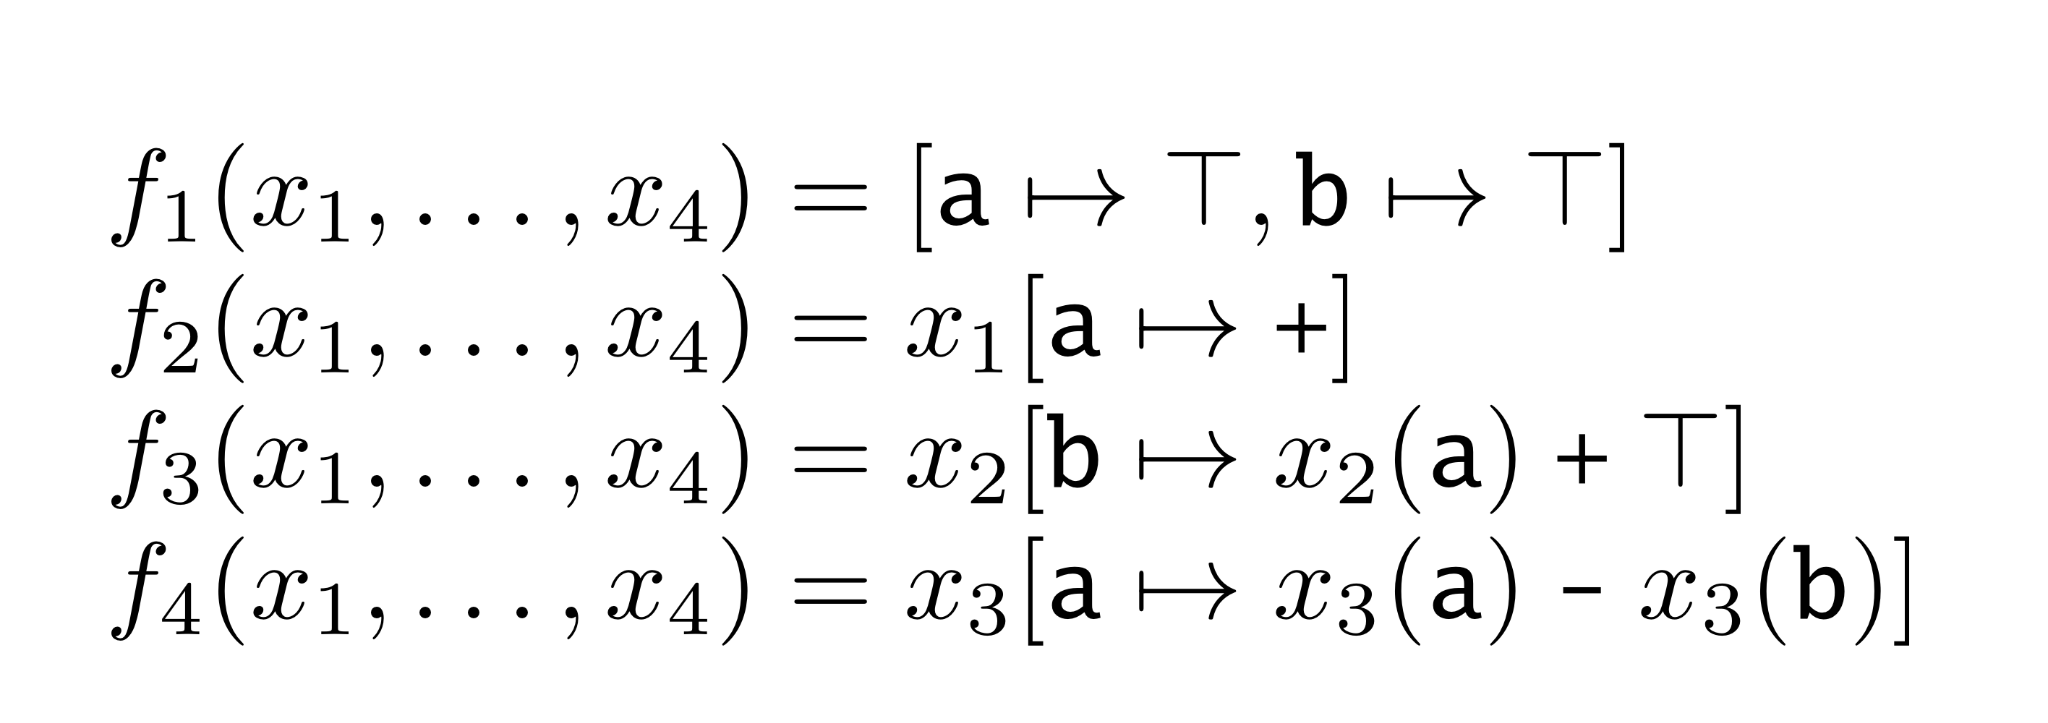 f₁(x₁, . . . , x₄) = [a ↦ ⊤, b ↦ ⊤]
f₂(x₁, . . . , x₄) = x₁[a ↦ +]
f₃(x₁, . . . , x₄) = x₂[b ↦ x₂(a) + ⊤]
f₄(x₁, . . . , x₄) = x₃[a ↦ x₃(a) - x₃(b)]